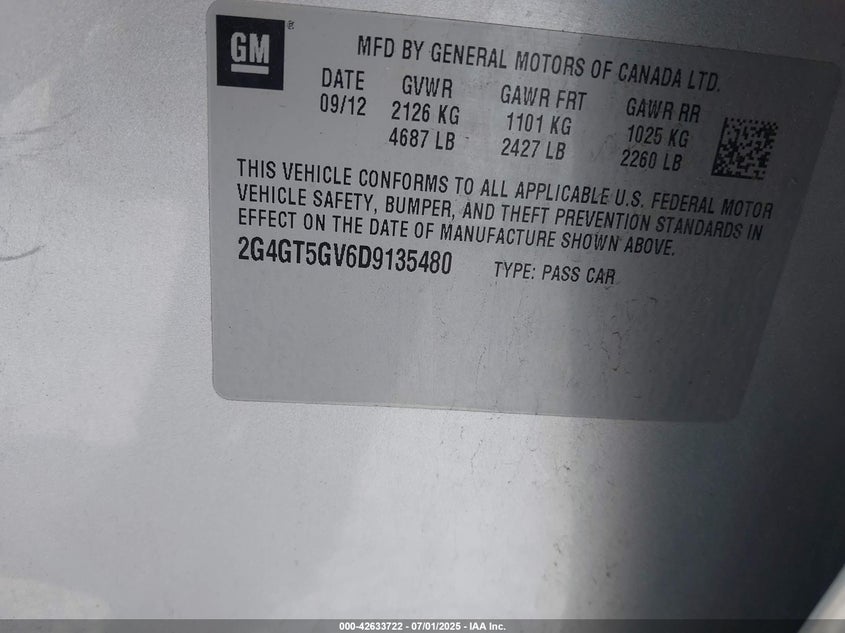 GM
MFD BY GENERAL MOTORS OF CANADA LTD.
DATE GVWR GAWR FRT GAWR RR
09/12 2126 KG 1101 KG 1025 KG
4687 LB 2427 LB 2260 LB
THIS VEHICLE CONFORMS TO ALL APPLICABLE U.S. FEDERAL MOTOR
VEHICLE SAFETY, BUMPER, AND THEFT PREVENTION STANDARDS IN
EFFECT ON THE DATE OF MANUFACTURE SHOWN ABOVE.
2G4GT5GV6D9135480 TYPE: PASS CAR
000-42633722 - 07/01/2025 - IAA Inc.